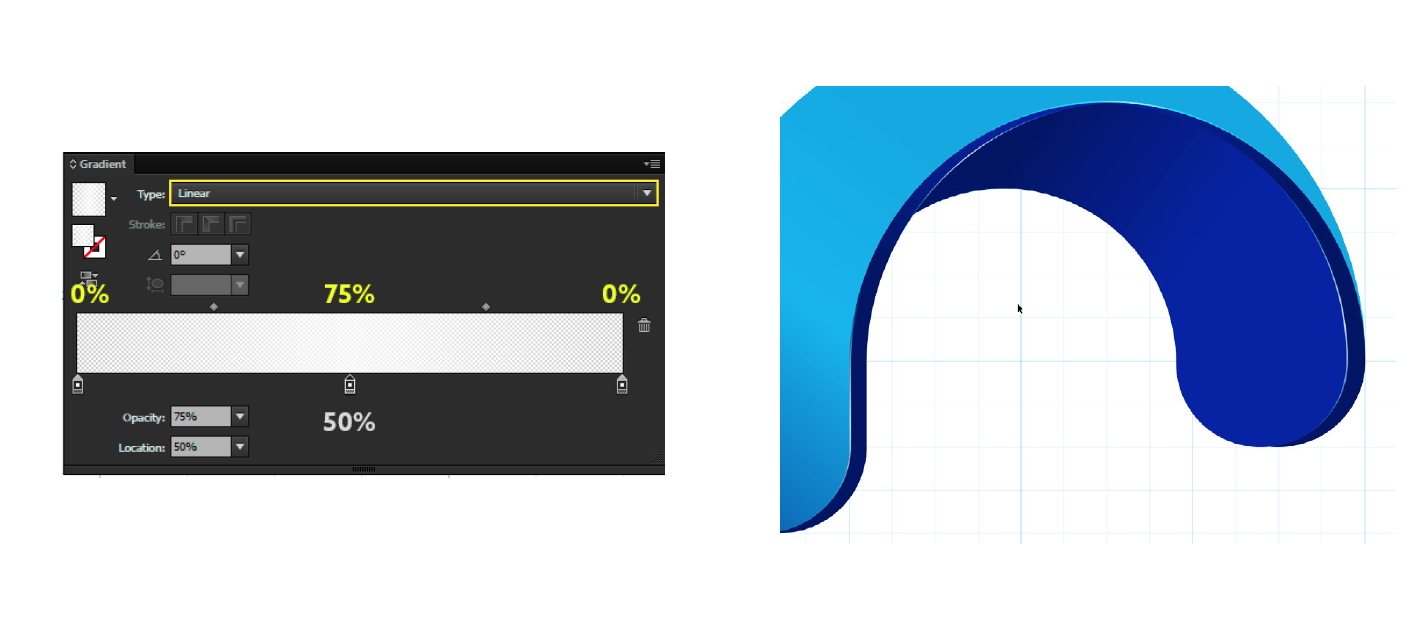 Gradient
Type: Linear
Stroke:
0°
0% 75% 0%
Opacity: 75%
50%
Location: 50%